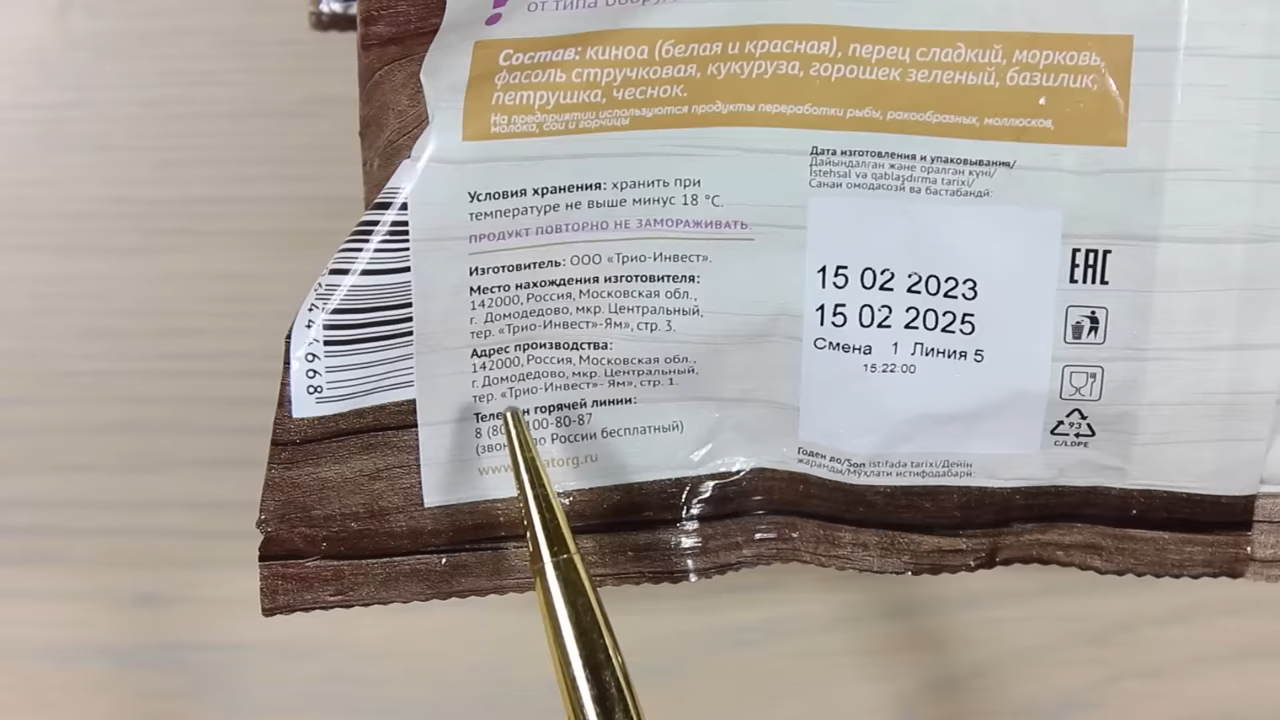 от типа
Состав: киноа (белая и красная), перец сладкий, морковь,
фасоль стручковая, кукуруза, горошек зеленый, базилик,
петрушка, чеснок.
На предприятии используются продукты переработки рыбы, ракообразных, моллюсков,
молока, сои и горчицы
Условия хранения: хранить при
температуре не выше минус 18 °C.
ПРОДУКТ ПОВТОРНО НЕ ЗАМОРАЖИВАТЬ.
Изготовитель: ООО «Трио-Инвест».
Место нахождения изготовителя:
142000, Россия, Московская обл.,
г. Домодедово, мкр. Центральный,
тер. «Трио-Инвест»-Ям», стр. 3.
Адрес производства:
142000, Россия, Московская обл.,
г. Домодедово, мкр. Центральный,
тер. «Трио-Инвест»- Ям», стр. 1.
горячей линии:
8 100-80-87
России бесплатный)
Дата изготовления и упаковывания/
Дайындалған және оралған күні/
İstehsal və qablaşdırma tarixi/
Санаи омодасозӣ ва бастабандӣ:
15 02 2023
15 02 2025
Смена 1 Линия 5
15:22:00
Годен до/Son istifadə tarixi/Дейін
жарамды/Мӯҳлати истифодабарӣ:
EAC
93
C/LDPE